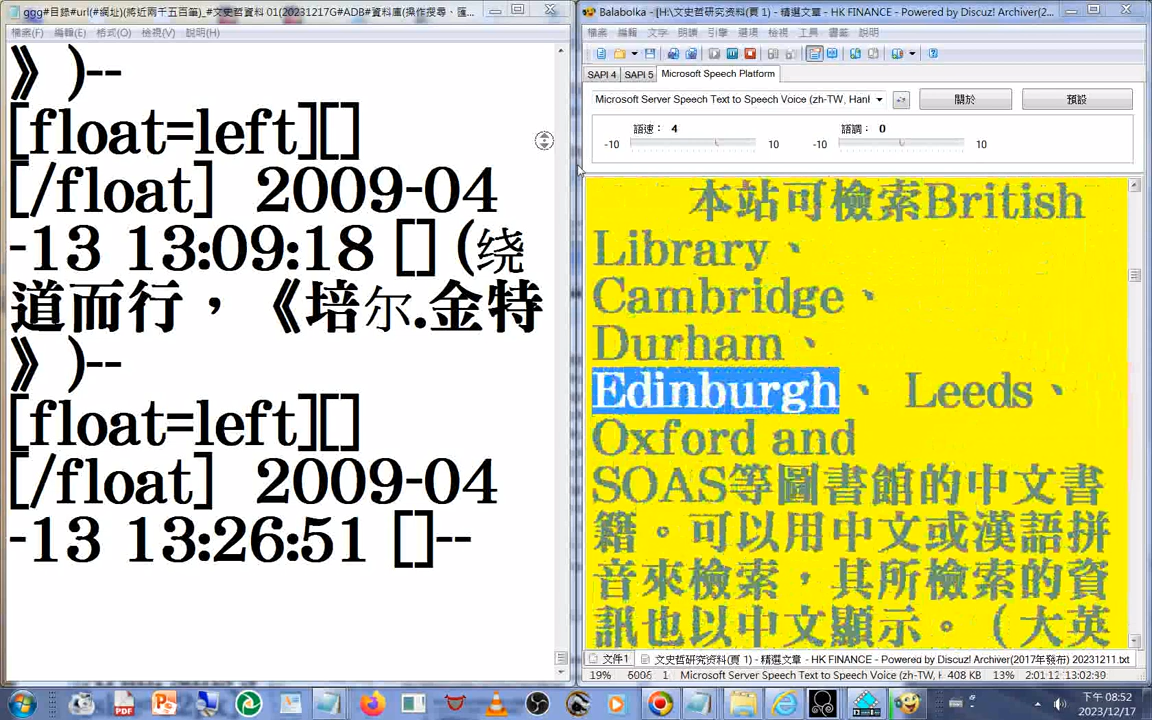 ggg#目錄#url(#網址)(將近兩千五百筆)_#文史哲資料 01(20231217G#ADB#資料庫(操作搜尋、匯...
檔案(F) 編輯(E) 格式(O) 檢視(V) 說明(H)
》)--
[float=left][]
[/float] 2009-04
-13 13:09:18 [] (绕
道而行，《培尔.金特
》)--
[float=left][]
[/float] 2009-04
-13 13:26:51 []--
Balabolka - [H:\文史哲研究资料(頁 1) - 精選文章 - HK FINANCE - Powered by Discuz! Archiver(2...
檔案 編輯 文字 朗讀 引擎 選項 檢視 工具 書籤 說明
SAPI 4 SAPI 5 Microsoft Speech Platform
Microsoft Server Speech Text to Speech Voice (zh-TW, Hanl
關於 預設
語速： 4 語調： 0
-10 10 -10 10
本站可檢索British
Library、
Cambridge、
Durham、
Edinburgh、 Leeds、
Oxford and
SOAS等圖書館的中文書
籍。可以用中文或漢語拼
音來檢索，其所檢索的資
訊也以中文顯示。（大英
文件1 文史哲研究资料(頁 1) - 精選文章 - HK FINANCE - Powered by Discuz! Archiver(2017年發布) 20231211.txt
19% 5006 1 Microsoft Server Speech Text to Speech Voice (zh-TW, H 408 KB 13% 2:01:12 13:02:39
PDF
下午 08:52
2023/12/17